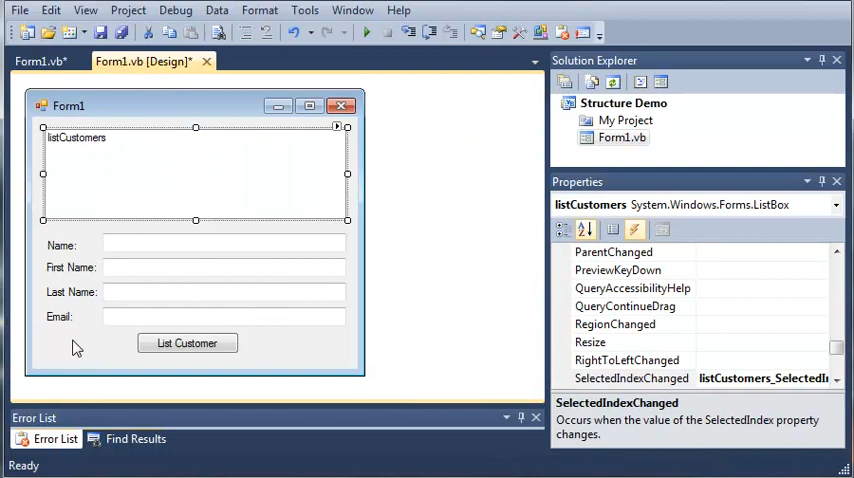 File Edit View Project Debug Data Format Tools Window Help
Form1.vb* Form1.vb [Design]*
Form1
listCustomers
Name:
First Name:
Last Name:
Email:
List Customer
Solution Explorer
Structure Demo
My Project
Form1.vb
Properties
listCustomers System.Windows.Forms.ListBox
ParentChanged
PreviewKeyDown
QueryAccessibilityHelp
QueryContinueDrag
RegionChanged
Resize
RightToLeftChanged
SelectedIndexChanged listCustomers_SelectedIn
SelectedIndexChanged
Occurs when the value of the SelectedIndex property
changes.
Error List
Error List Find Results
Ready